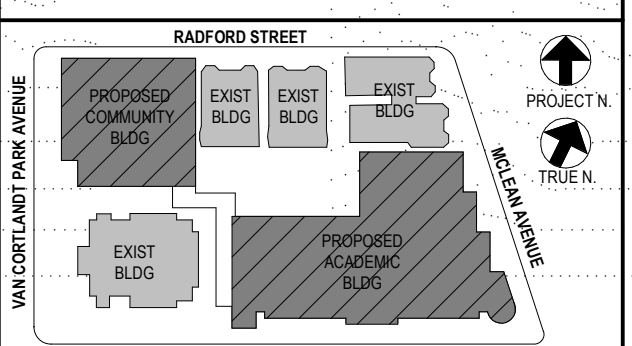 RADFORD STREET
VAN CORTLANDT PARK AVENUE
PROPOSED
COMMUNITY
BLDG
EXIST
BLDG
EXIST
BLDG
EXIST
BLDG
PROJECT N.
TRUE N.
MCLEAN AVENUE
EXIST
BLDG
PROPOSED
ACADEMIC
BLDG